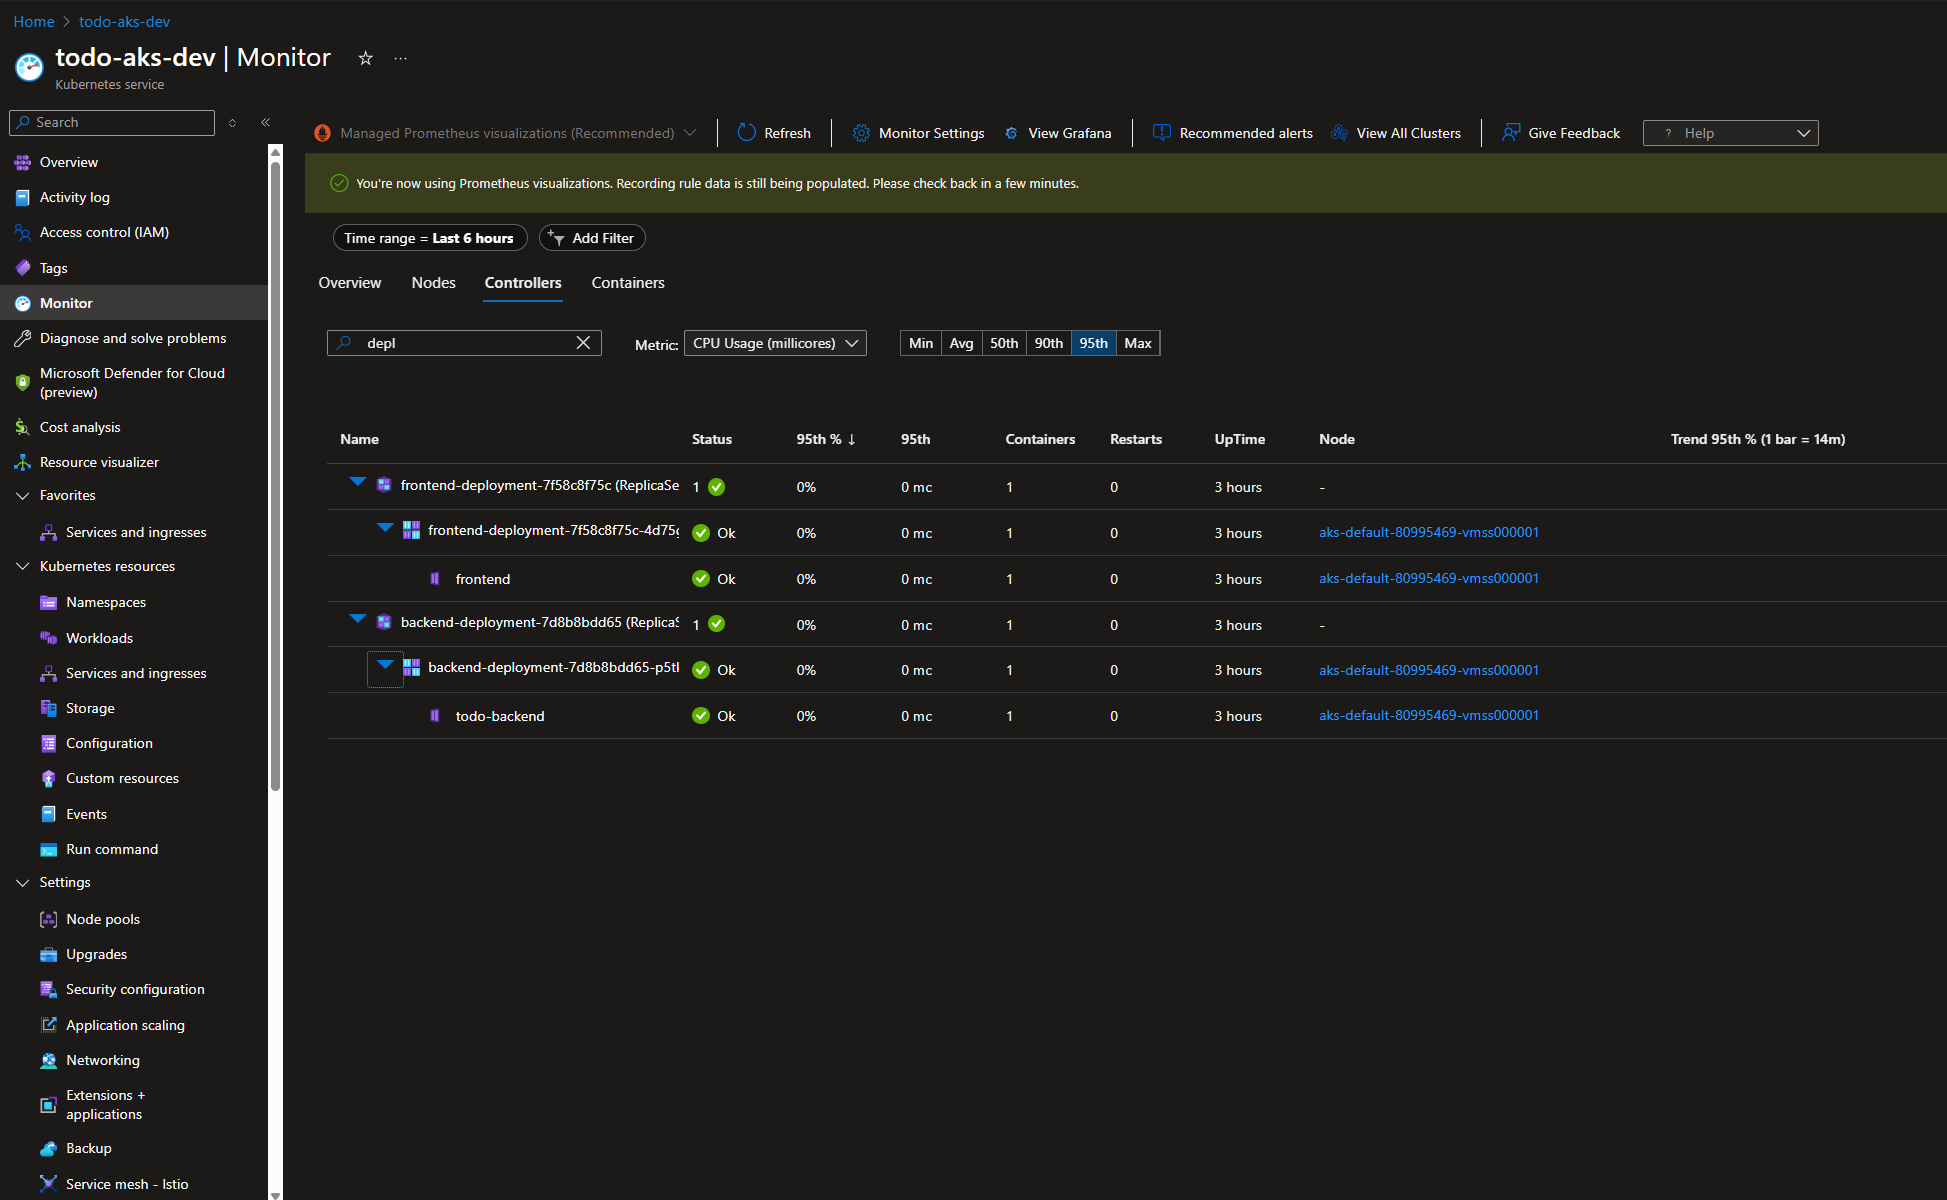 Home > todo-aks-dev
todo-aks-dev | Monitor
Kubernetes service
Search
Overview
Activity log
Access control (IAM)
Tags
Monitor
Diagnose and solve problems
Microsoft Defender for Cloud
(preview)
Cost analysis
Resource visualizer
Favorites
Services and ingresses
Kubernetes resources
Namespaces
Workloads
Services and ingresses
Storage
Configuration
Custom resources
Events
Run command
Settings
Node pools
Upgrades
Security configuration
Application scaling
Networking
Extensions +
applications
Backup
Service mesh - Istio
Managed Prometheus visualizations (Recommended) Refresh Monitor Settings View Grafana Recommended alerts View All Clusters Give Feedback ? Help
You're now using Prometheus visualizations. Recording rule data is still being populated. Please check back in a few minutes.
Time range = Last 6 hours Add Filter
Overview Nodes Controllers Containers
depl Metric: CPU Usage (millicores) Min Avg 50th 90th 95th Max
Name Status 95th % ↓ 95th Containers Restarts UpTime Node Trend 95th % (1 bar = 14m)
frontend-deployment-7f58c8f75c (ReplicaSe 1 0% 0 mc 1 0 3 hours -
frontend-deployment-7f58c8f75c-4d75g Ok 0% 0 mc 1 0 3 hours aks-default-80995469-vmss000001
frontend Ok 0% 0 mc 1 0 3 hours aks-default-80995469-vmss000001
backend-deployment-7d8b8bdd65 (ReplicaS 1 0% 0 mc 1 0 3 hours -
backend-deployment-7d8b8bdd65-p5tl Ok 0% 0 mc 1 0 3 hours aks-default-80995469-vmss000001
todo-backend Ok 0% 0 mc 1 0 3 hours aks-default-80995469-vmss000001